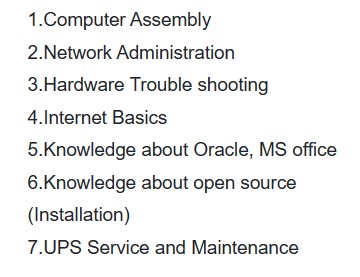 1.Computer Assembly
2.Network Administration
3.Hardware Trouble shooting
4.Internet Basics
5.Knowledge about Oracle, MS office
6.Knowledge about open source
(Installation)
7.UPS Service and Maintenance